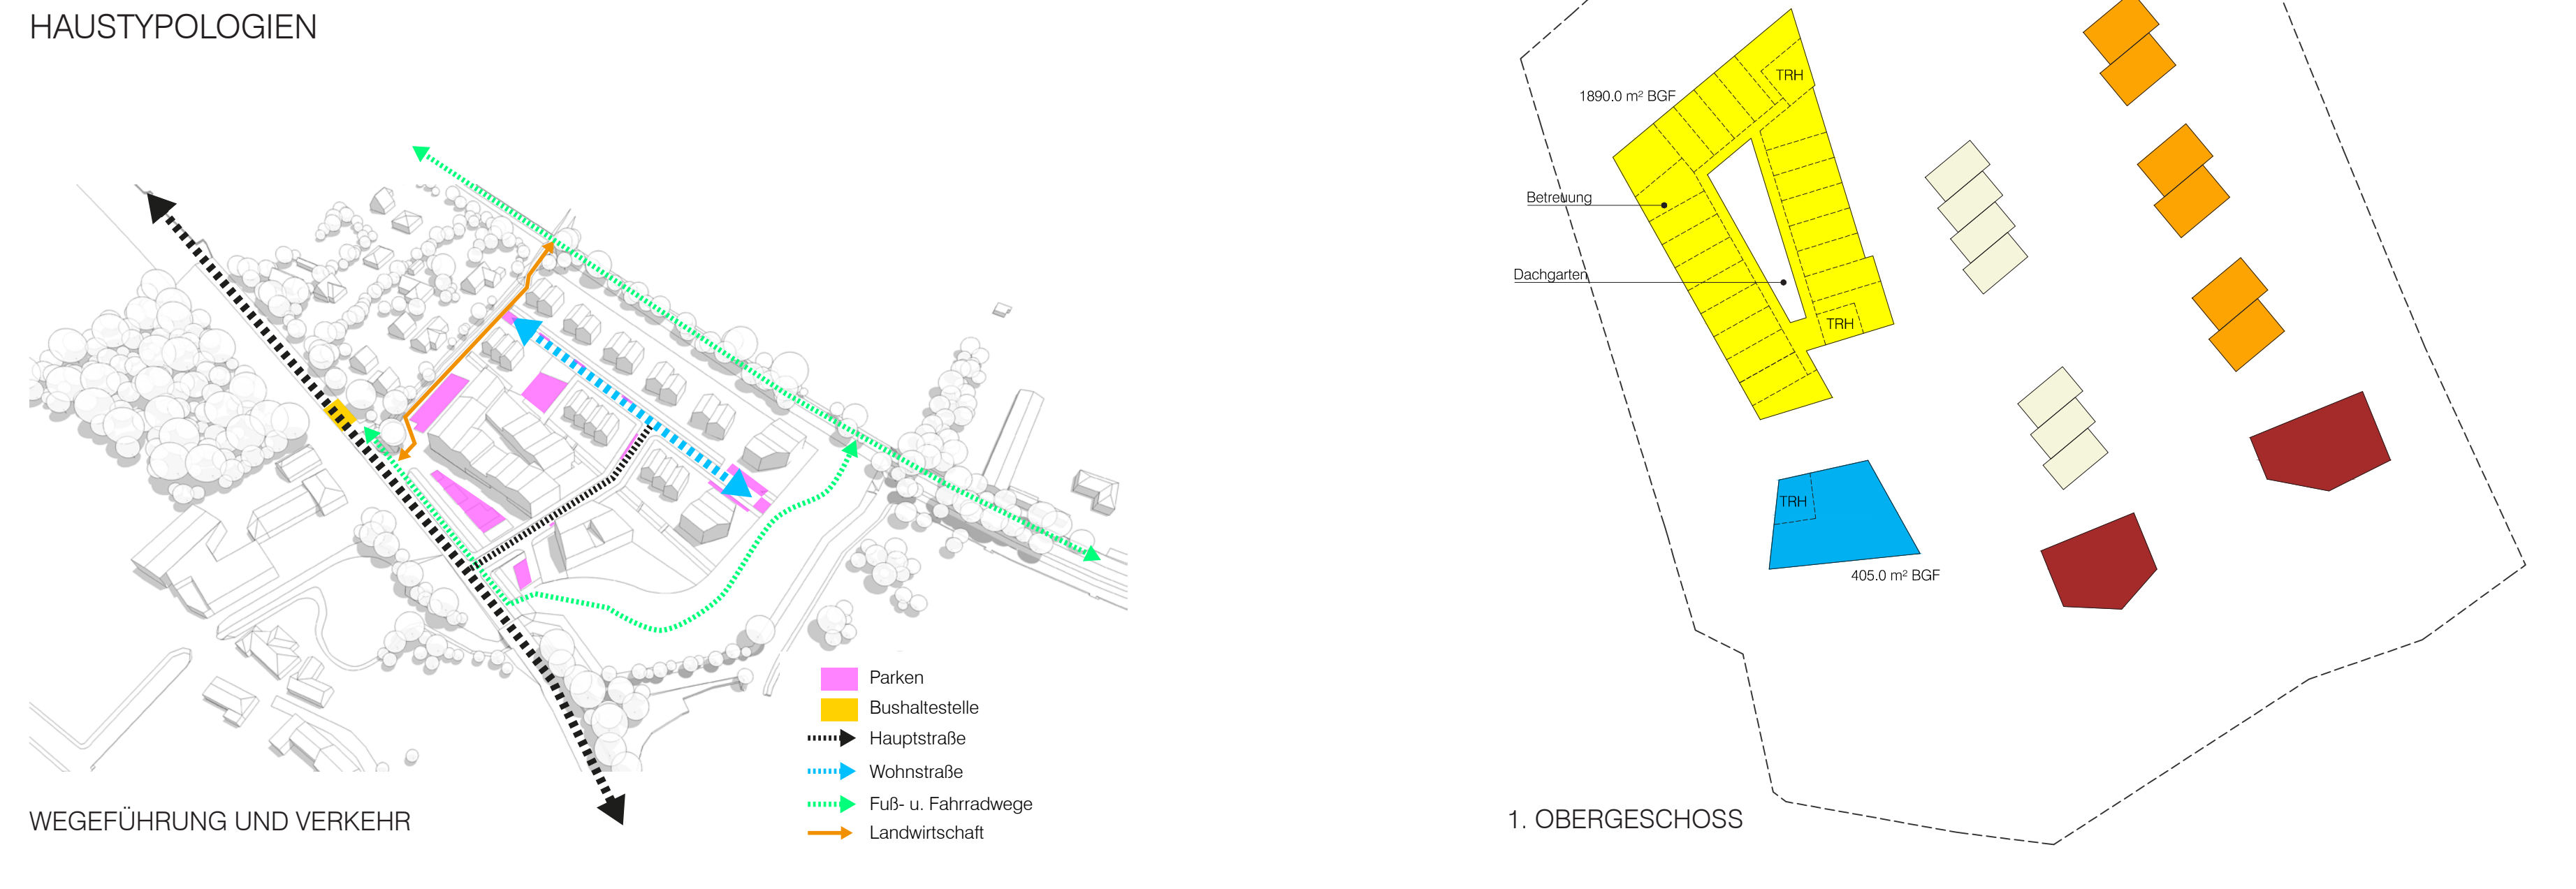 HAUSTYPOLOGIEN
Parken
Bushaltestelle
Hauptstraße
Wohnstraße
Fuß- u. Fahrradwege
Landwirtschaft
WEGEFÜHRUNG UND VERKEHR
TRH
1890.0 m² BGF
Betreuung
Dachgarten
TRH
TRH
405.0 m² BGF
1. OBERGESCHOSS